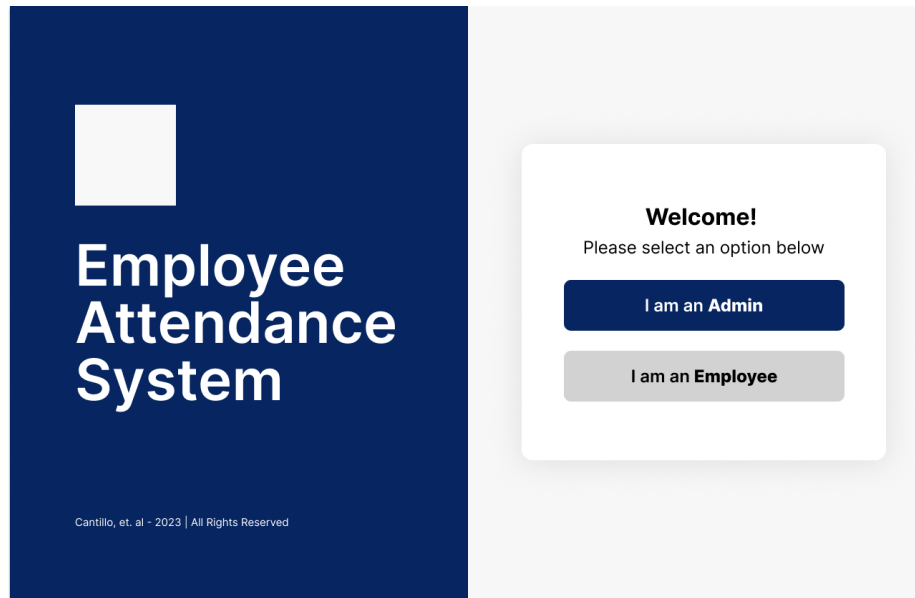 Employee
Attendance
System
Cantillo, et. al - 2023 | All Rights Reserved
Welcome!
Please select an option below
I am an Admin
I am an Employee